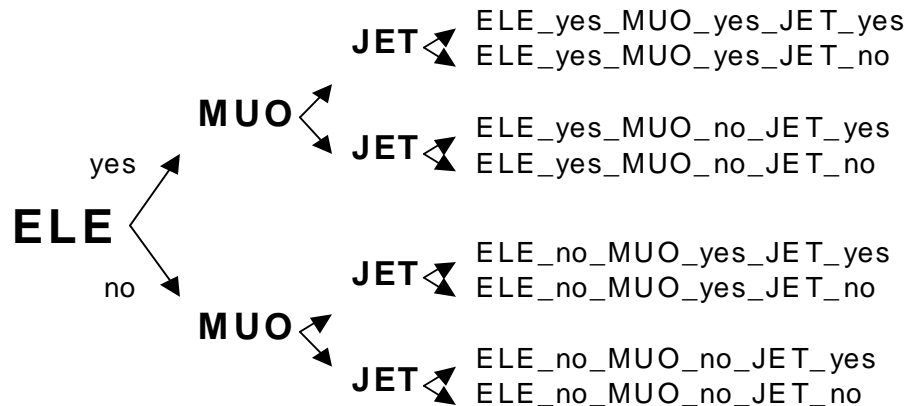 JET
ELE_yes_MUO_yes_JET_yes
ELE_yes_MUO_yes_JET_no
MUO
JET
ELE_yes_MUO_no_JET_yes
ELE_yes_MUO_no_JET_no
yes
ELE
no
JET
ELE_no_MUO_yes_JET_yes
ELE_no_MUO_yes_JET_no
MUO
JET
ELE_no_MUO_no_JET_yes
ELE_no_MUO_no_JET_no